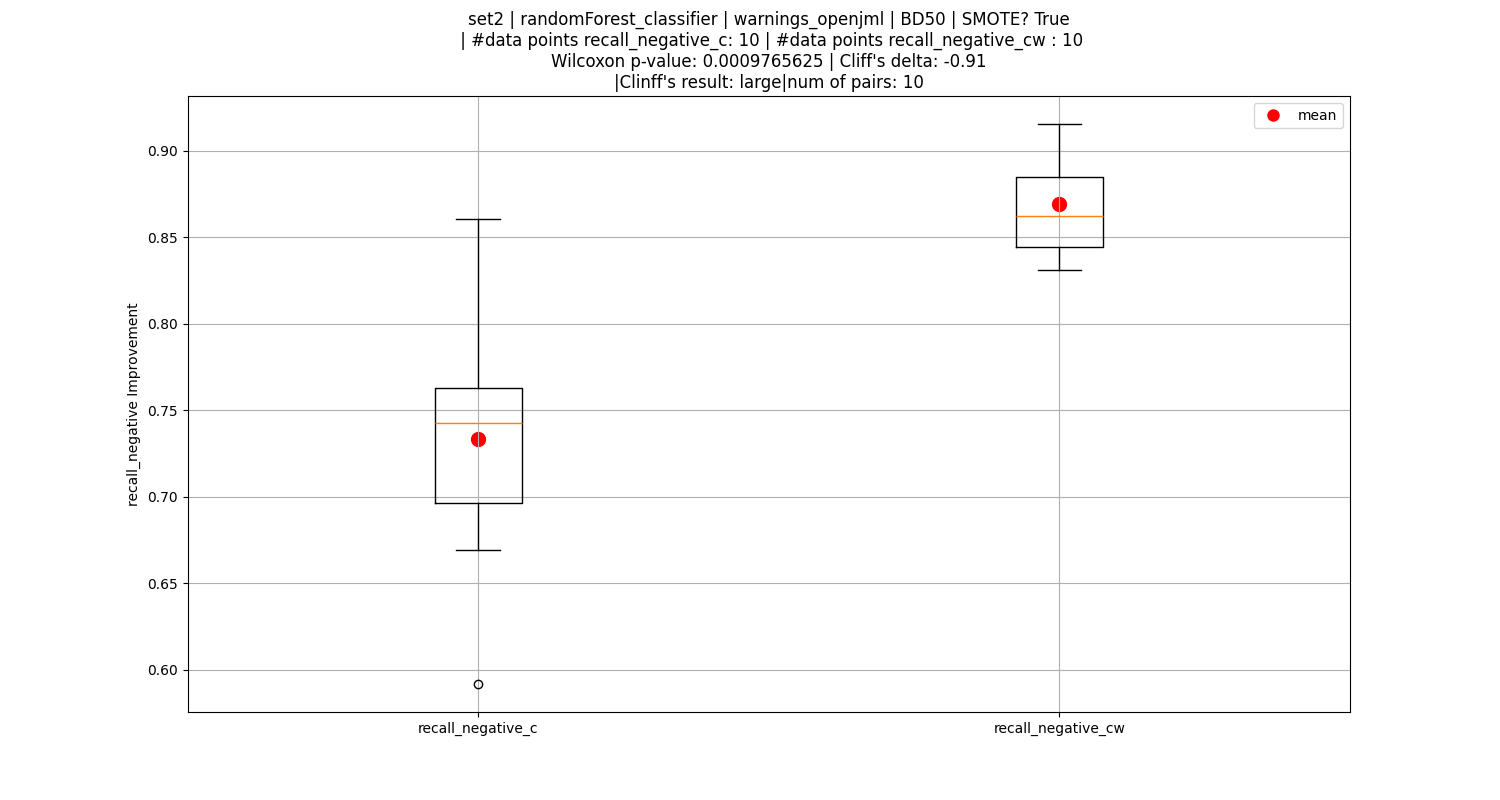 set2 | randomForest_classifier | warnings_openjml | BD50 | SMOTE? True
| #data points recall_negative_c: 10 | #data points recall_negative_cw : 10
Wilcoxon p-value: 0.0009765625 | Cliff's delta: -0.91
|Clinff's result: large|num of pairs: 10
mean
recall_negative Improvement
0.90
0.85
0.80
0.75
0.70
0.65
0.60
recall_negative_c
recall_negative_cw